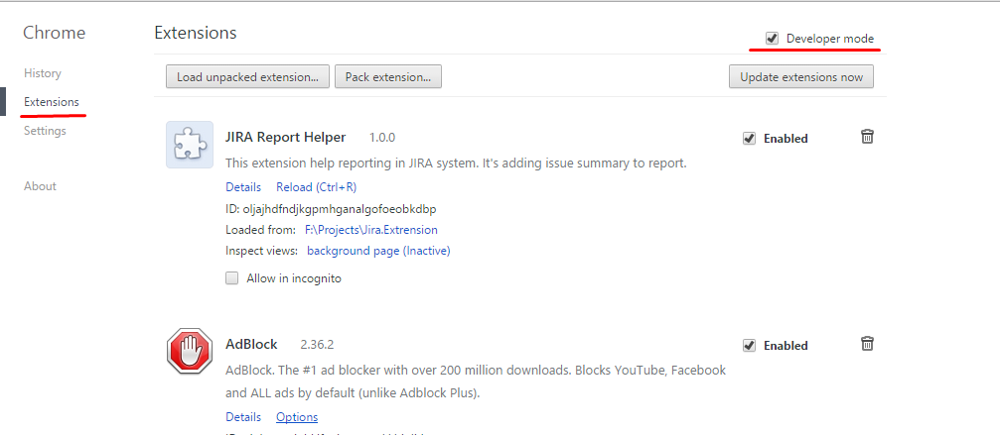 Chrome
Extensions
Developer mode
History
Extensions
Settings
About
Load unpacked extension...
Pack extension...
Update extensions now
JIRA Report Helper 1.0.0
Enabled
This extension help reporting in JIRA system. It's adding issue summary to report.
Details Reload (Ctrl+R)
ID: oljajhdfndjkgpmhganalgofoeobkdbp
Loaded from: F:\Projects\Jira.Extrension
Inspect views: background page (Inactive)
Allow in incognito
AdBlock 2.36.2
Enabled
AdBlock. The #1 ad blocker with over 200 million downloads. Blocks YouTube, Facebook
and ALL ads by default (unlike Adblock Plus).
Details Options